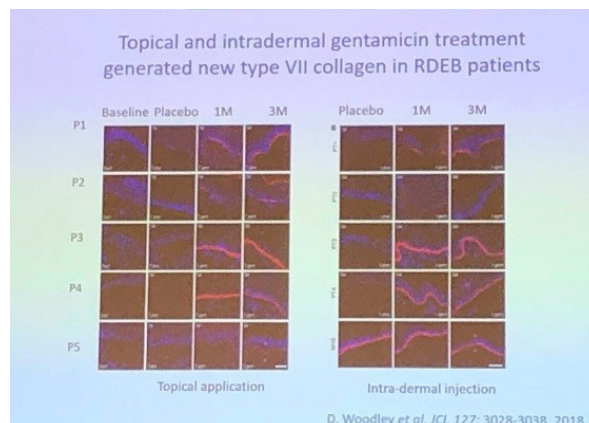 Topical and intradermal gentamicin treatment
generated new type VII collagen in RDEB patients
Baseline Placebo 1M 3M
Placebo 1M 3M
P1
P2
P3
P4
P5
Topical application
Intra-dermal injection
D. Woodley et al. JCI, 127: 3028-3038, 2018